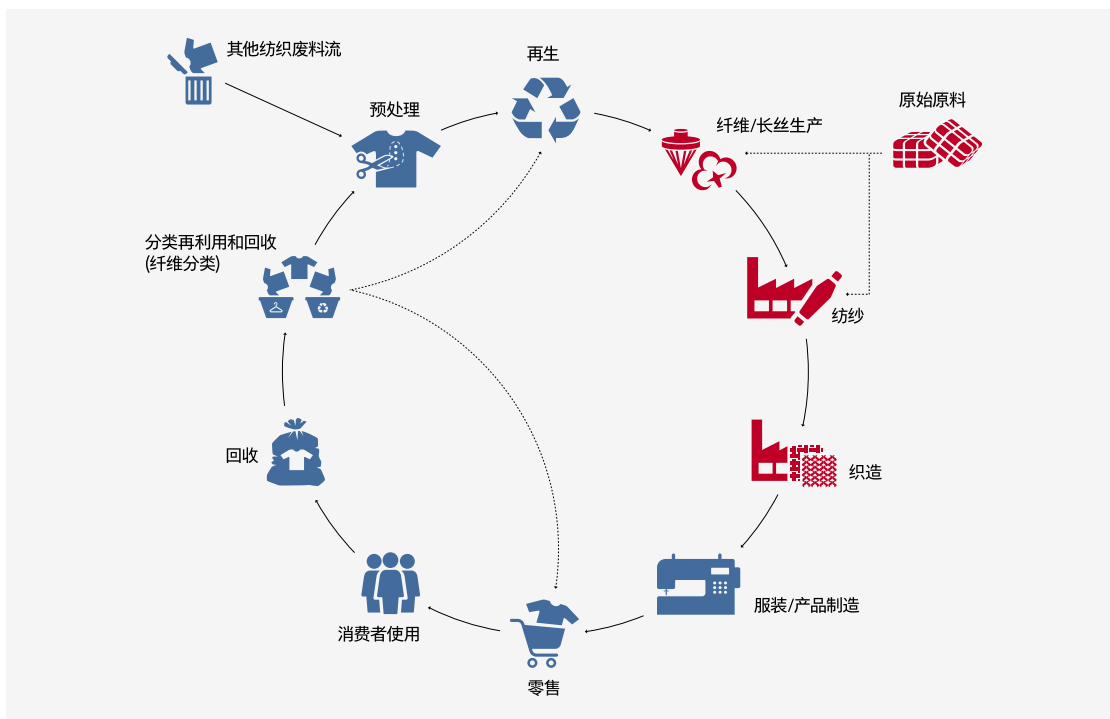 其他纺织废料流
再生
预处理
原始原料
纤维/长丝生产
分类再利用和回收
(纤维分类)
纺纱
回收
织造
服装/产品制造
消费者使用
零售